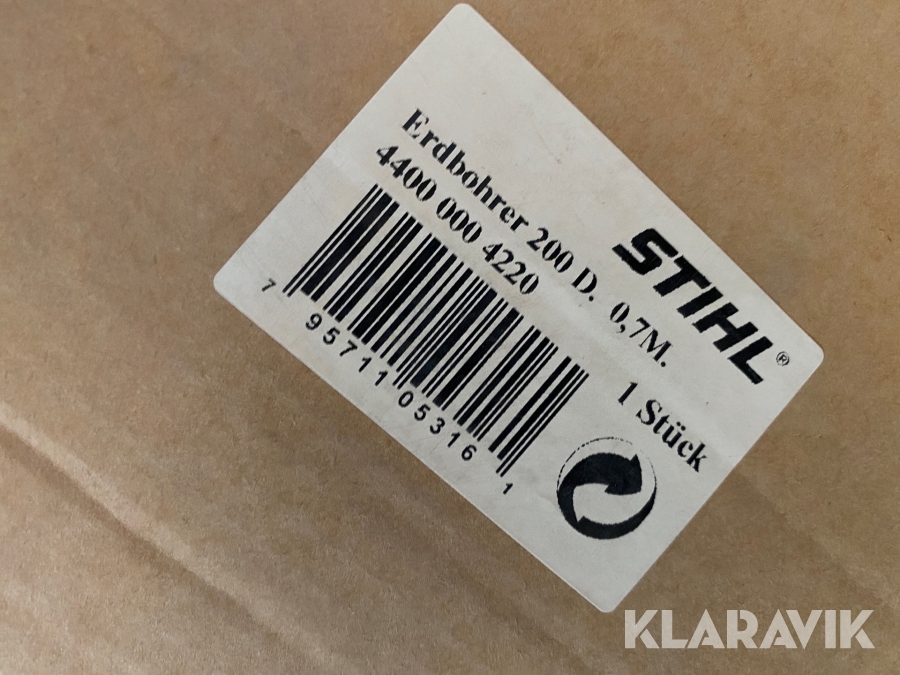 STIHL®
Erdbohrer 200 D. 0,7M.
4400 000 4220
1 Stück
7 95711 05316 1
KLARAVIK